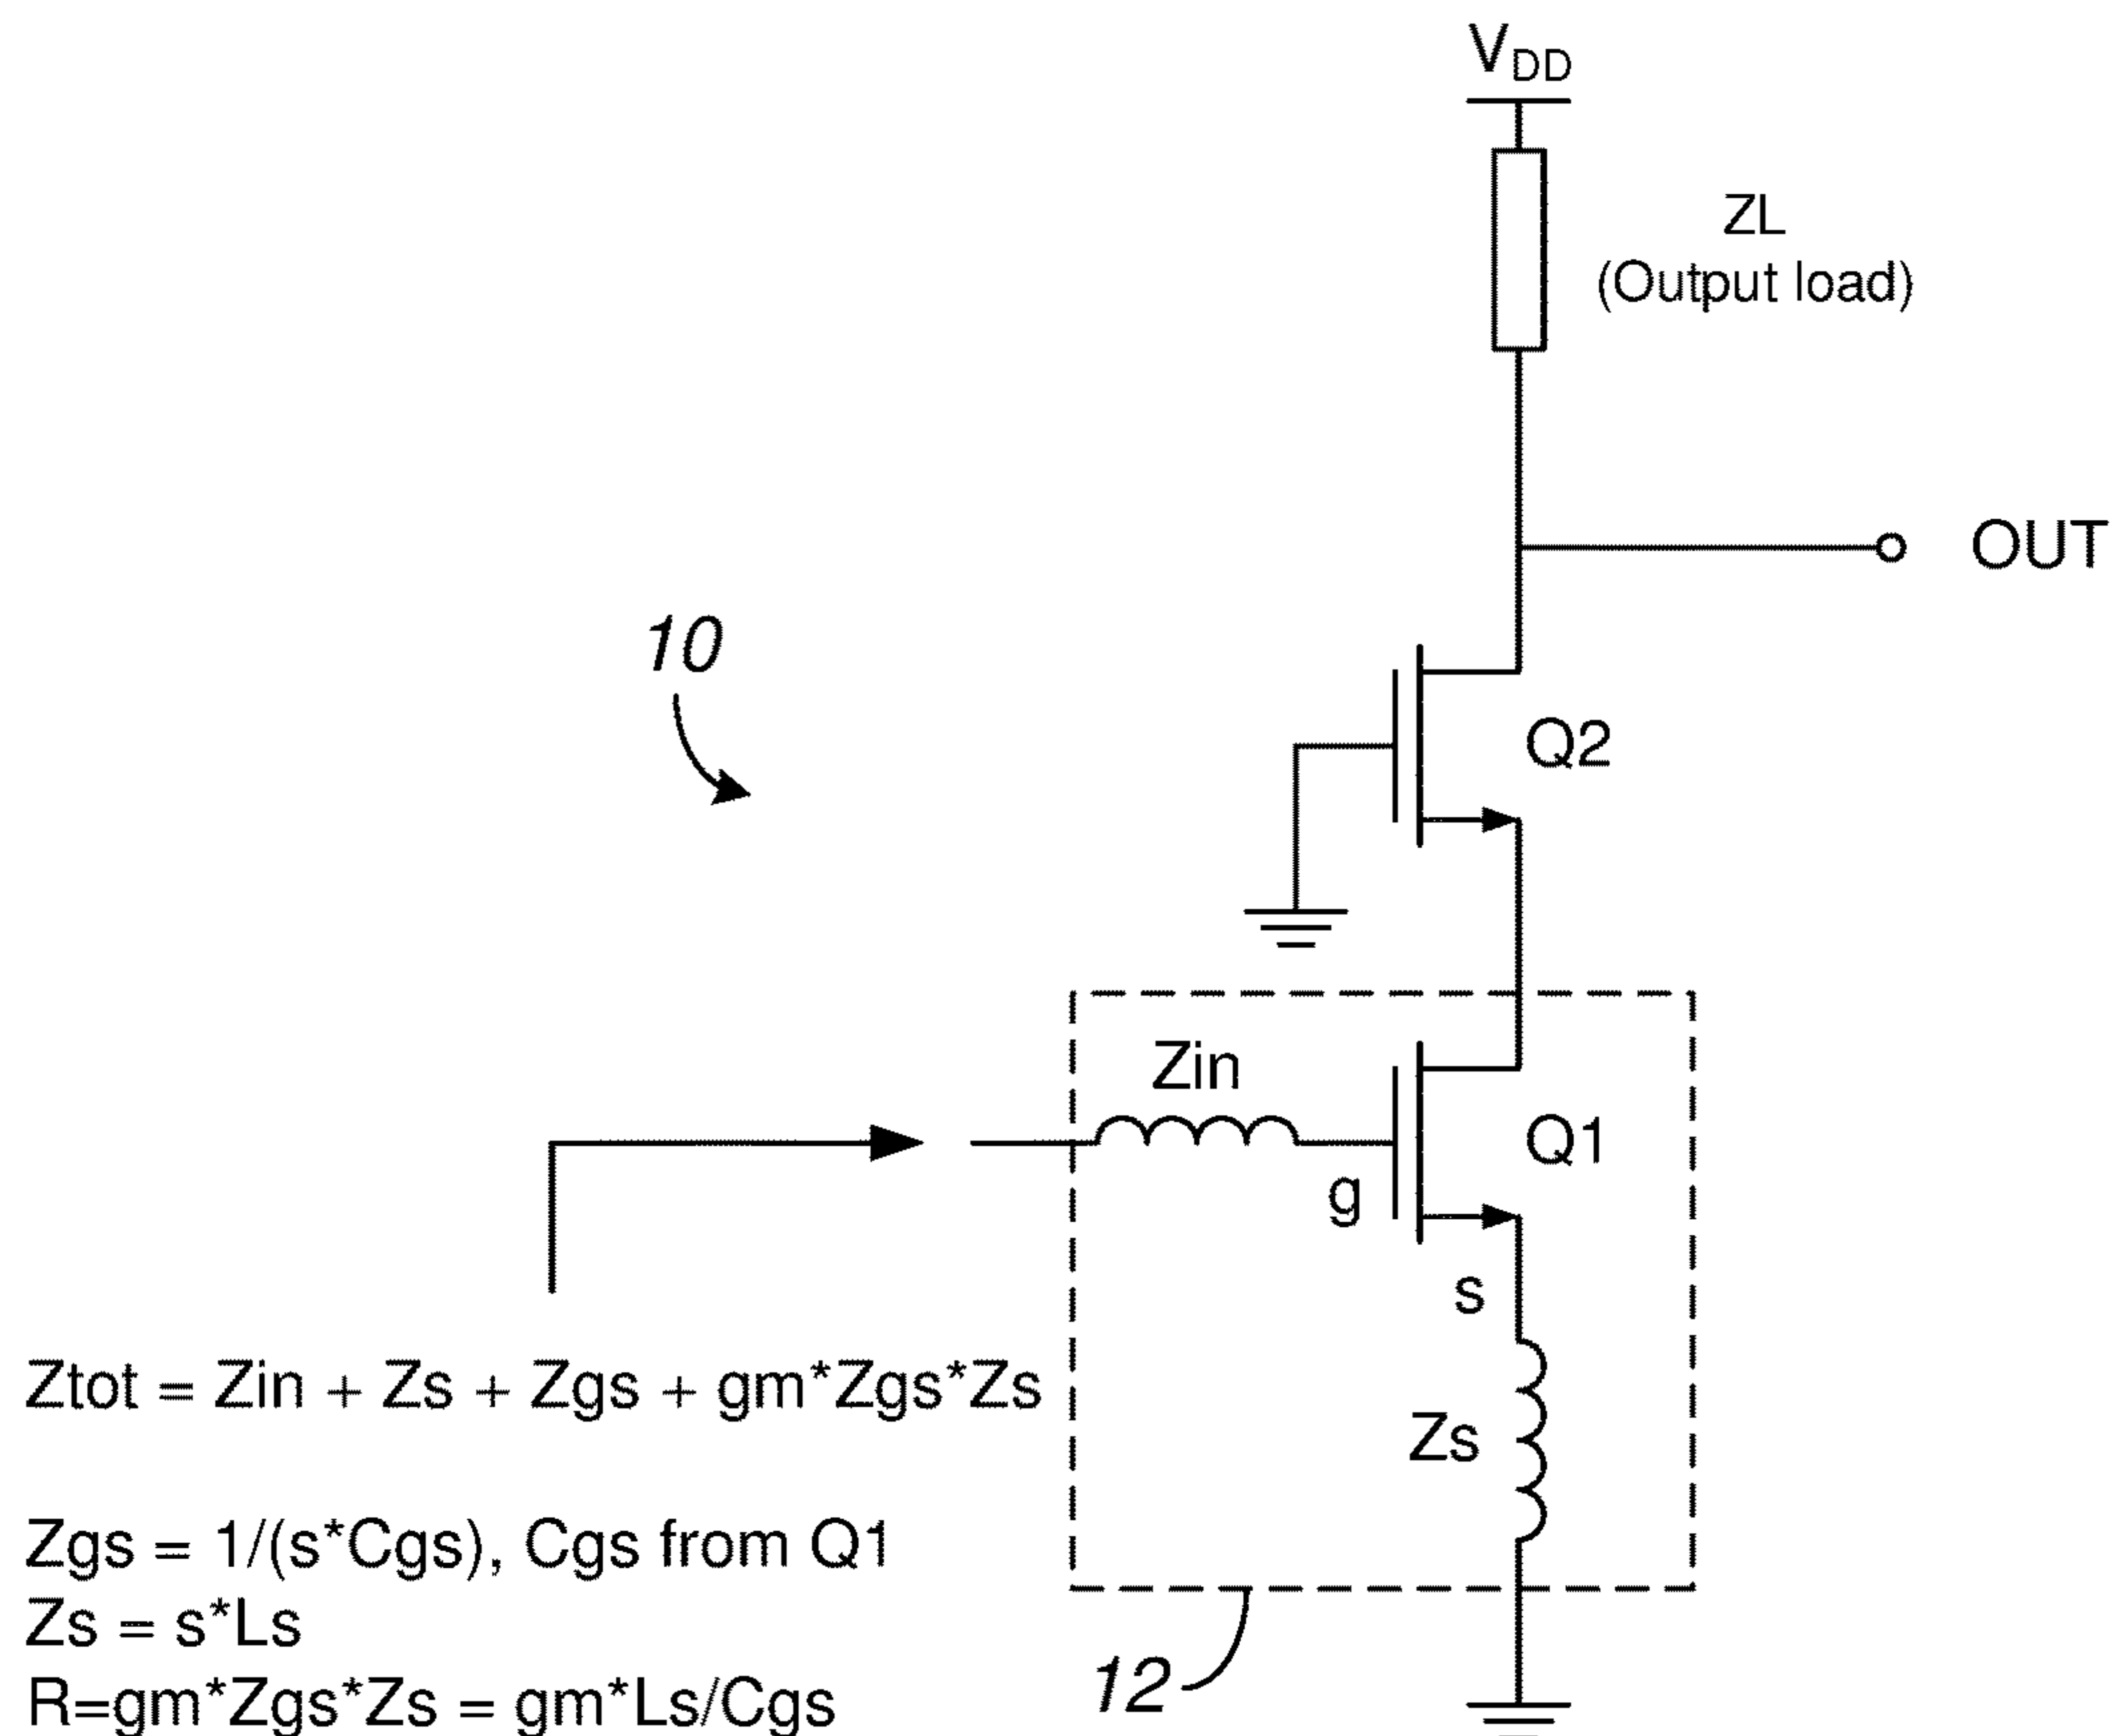 VDD
ZL
(Output load)
OUT
10
Q2
Zin
Q1
g
s
Zs
Ztot = Zin + Zs + Zgs + gm*Zgs*Zs
Zgs = 1/(s*Cgs), Cgs from Q1
Zs = s*Ls
R=gm*Zgs*Zs = gm*Ls/Cgs
12